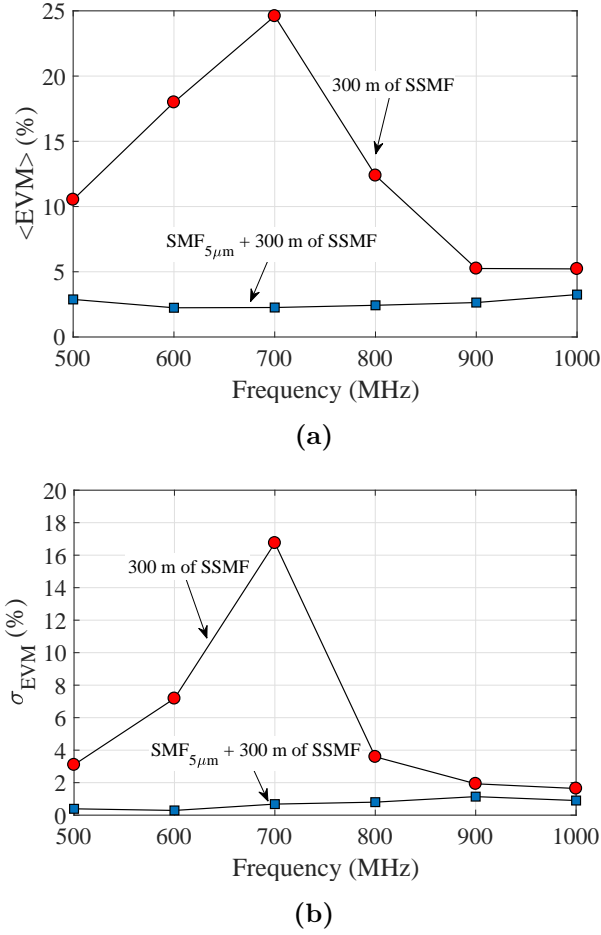 25
20
15
10
5
0
<EVM> (%)
300 m of SSMF
SMF5μm + 300 m of SSMF
500 600 700 800 900 1000
Frequency (MHz)
(a)
20
18
16
14
12
10
8
6
4
2
0
σEVM (%)
300 m of SSMF
SMF5μm + 300 m of SSMF
500 600 700 800 900 1000
Frequency (MHz)
(b)